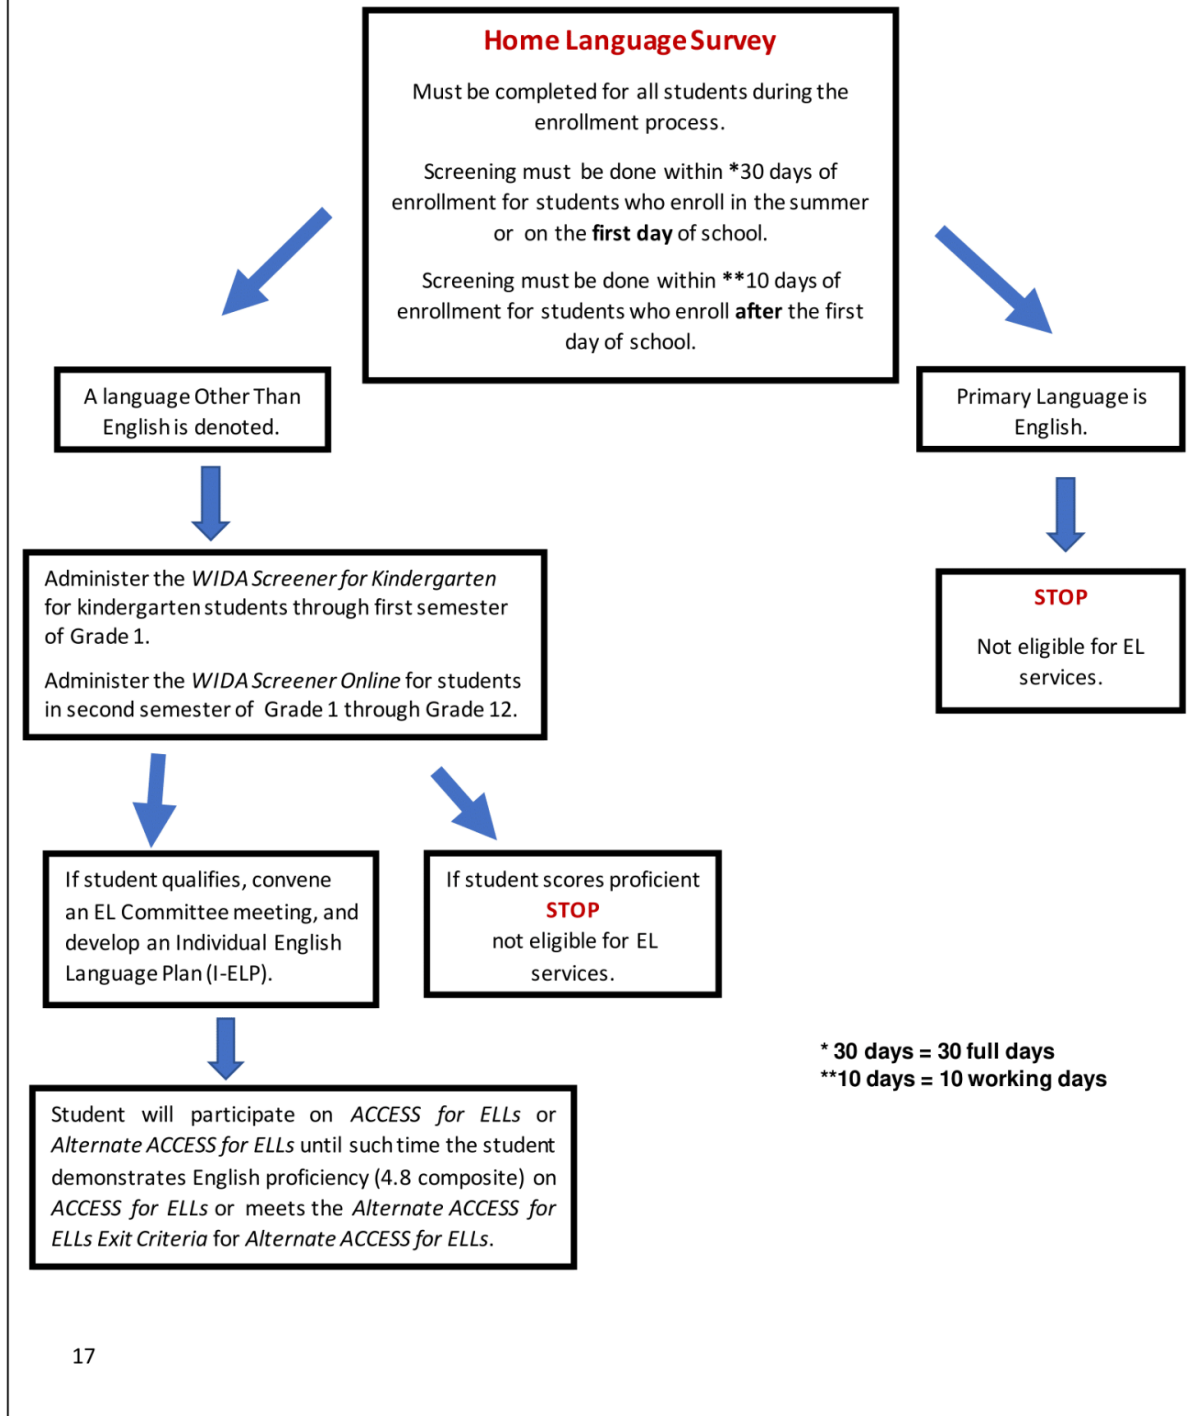 Home Language Survey
Must be completed for all students during the
enrollment process.
Screening must be done within *30 days of
enrollment for students who enroll in the summer
or on the first day of school.
Screening must be done within **10 days of
enrollment for students who enroll after the first
day of school.
A language Other Than
English is denoted.
Primary Language is
English.
Administer the WIDA Screener for Kindergarten
for kindergarten students through first semester
of Grade 1.
Administer the WIDA Screener Online for students
in second semester of Grade 1 through Grade 12.
STOP
Not eligible for EL
services.
If student qualifies, convene
an EL Committee meeting, and
develop an Individual English
Language Plan (I-ELP).
If student scores proficient
STOP
not eligible for EL
services.
* 30 days = 30 full days
**10 days = 10 working days
Student will participate on ACCESS for ELLs or
Alternate ACCESS for ELLs until such time the student
demonstrates English proficiency (4.8 composite) on
ACCESS for ELLs or meets the Alternate ACCESS for
ELLs Exit Criteria for Alternate ACCESS for ELLs.
17